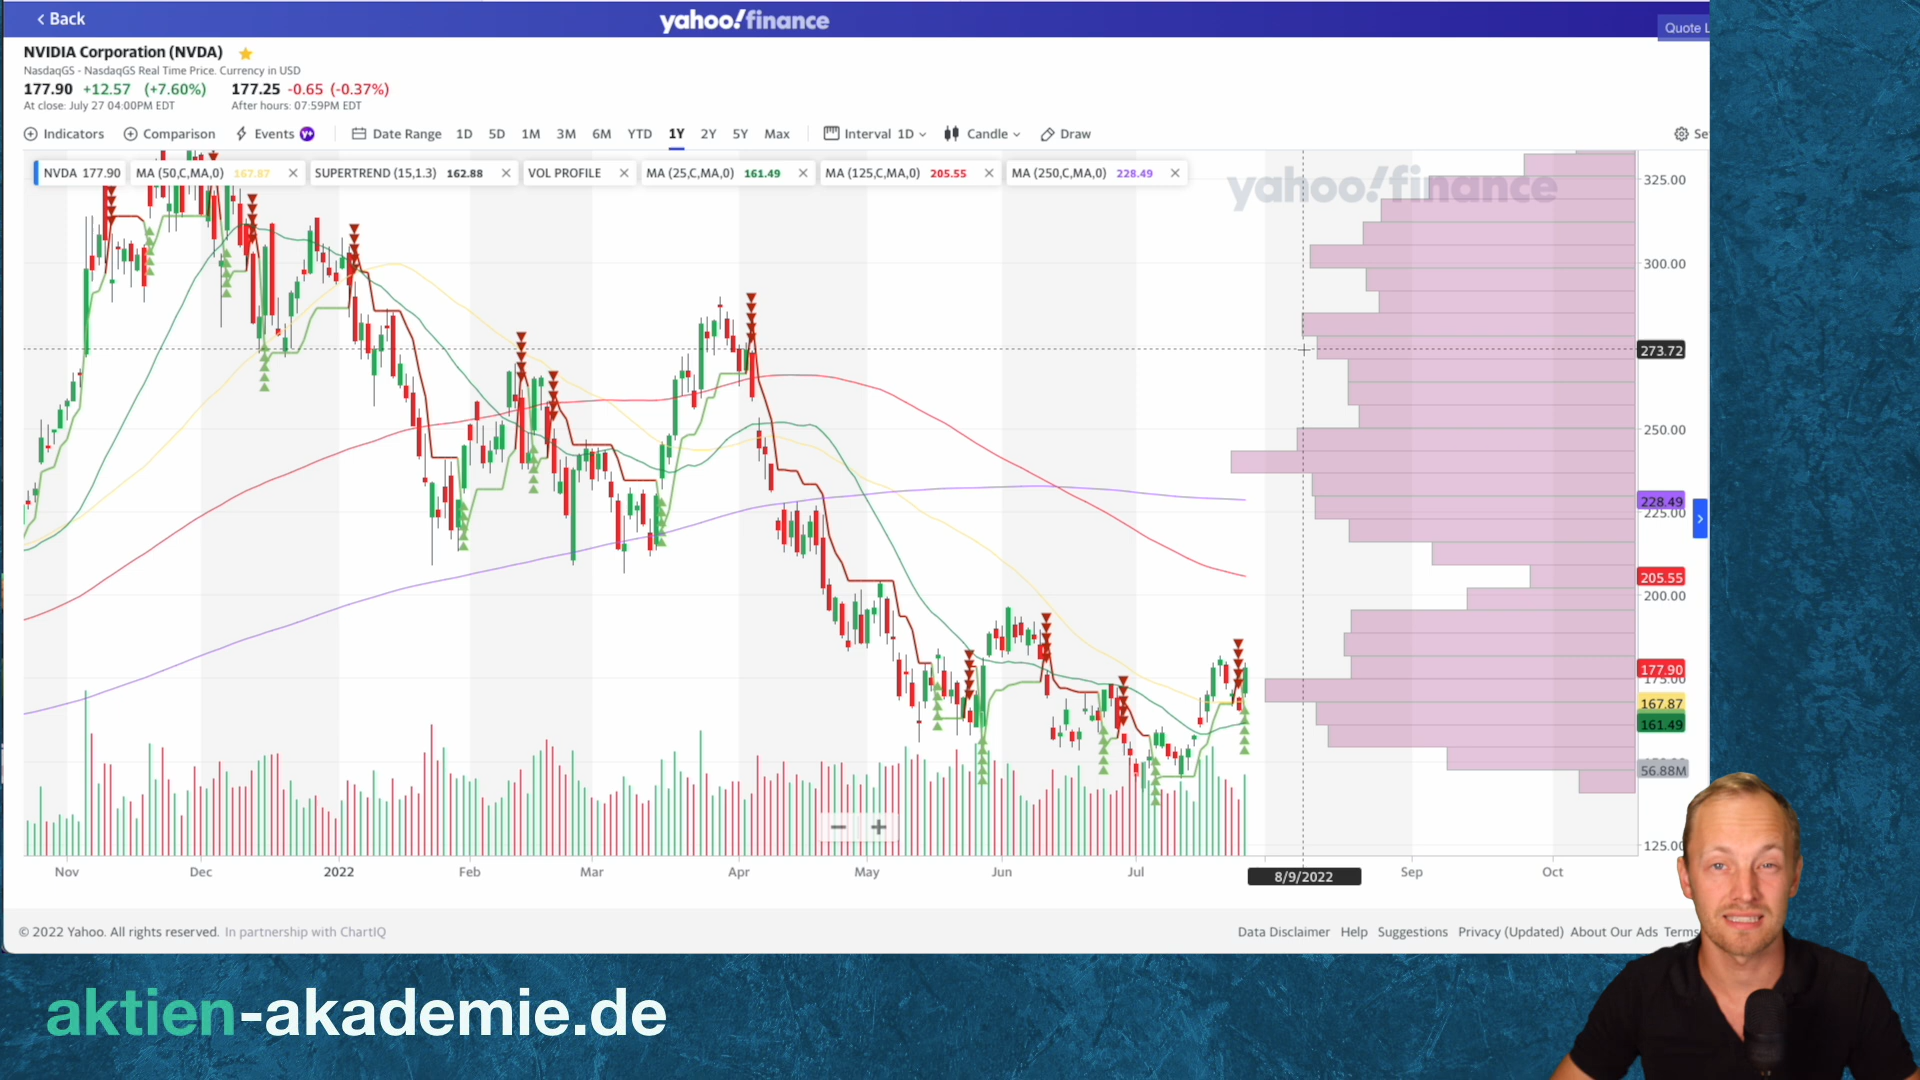 Back
yahoo!finance
Quote L
NVIDIA Corporation (NVDA)
NasdaqGS - NasdaqGS Real Time Price. Currency in USD
177.90 +12.57 (+7.60%) 177.25 -0.65 (-0.37%)
At close: July 27 04:00PM EDT After hours: 07:59PM EDT
Indicators Comparison Events Y+ Date Range 1D 5D 1M 3M 6M YTD 1Y 2Y 5Y Max Interval 1D Candle Draw Se
NVDA 177.90 MA (50,C,MA,0) 167.87 SUPERTREND (15,1.3) 162.88 VOL PROFILE MA (25,C,MA,0) 161.49 MA (125,C,MA,0) 205.55 MA (250,C,MA,0) 228.49
yahoo!finance
325.00
300.00
273.72
250.00
228.49
225.00
205.55
200.00
177.90
175.00
167.87
161.49
56.88M
125.00
Nov Dec 2022 Feb Mar Apr May Jun Jul 8/9/2022 Sep Oct
© 2022 Yahoo. All rights reserved. In partnership with ChartIQ
Data Disclaimer Help Suggestions Privacy (Updated) About Our Ads Terms
aktien-akademie.de